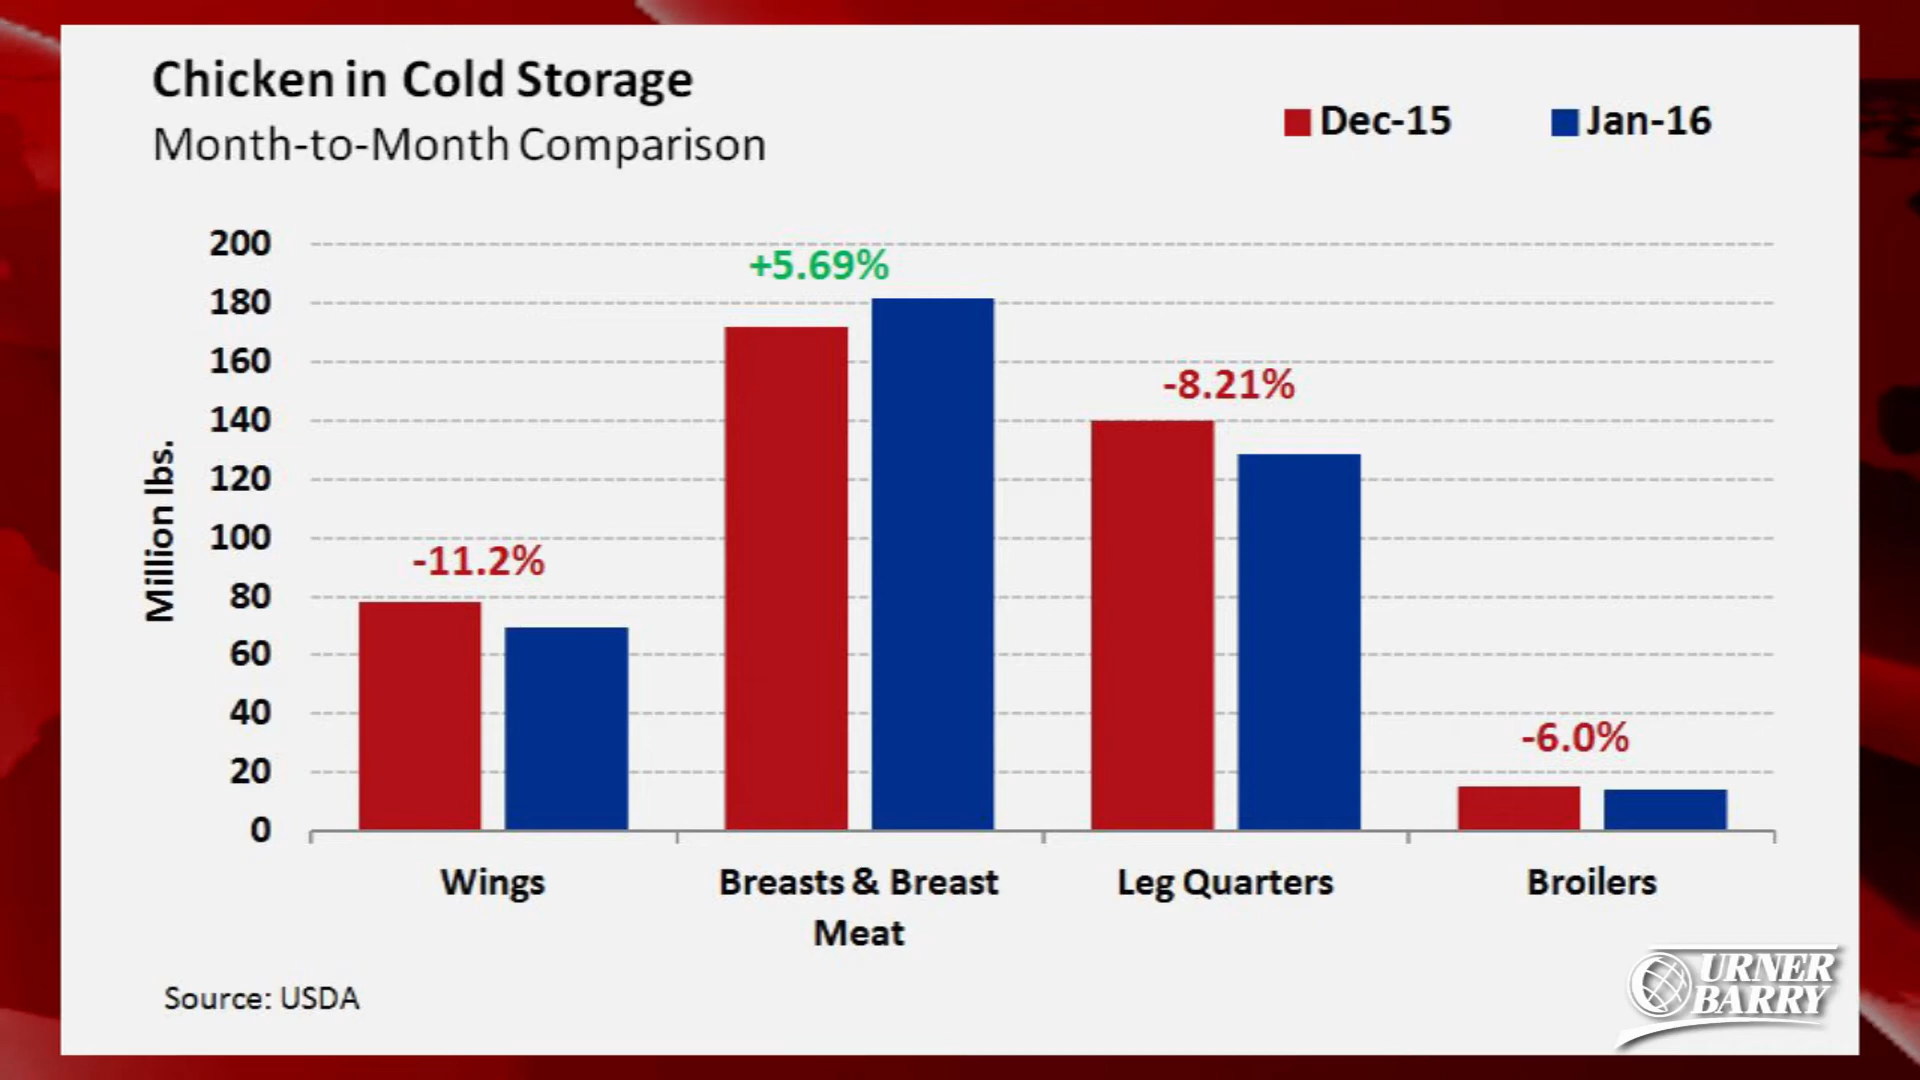 Chicken in Cold Storage
Month-to-Month Comparison
Dec-15
Jan-16
200
180
160
140
120
100
80
60
40
20
0
Million lbs.
-11.2%
+5.69%
-8.21%
-6.0%
Wings
Breasts & Breast
Meat
Leg Quarters
Broilers
Source: USDA
URNER
BARRY